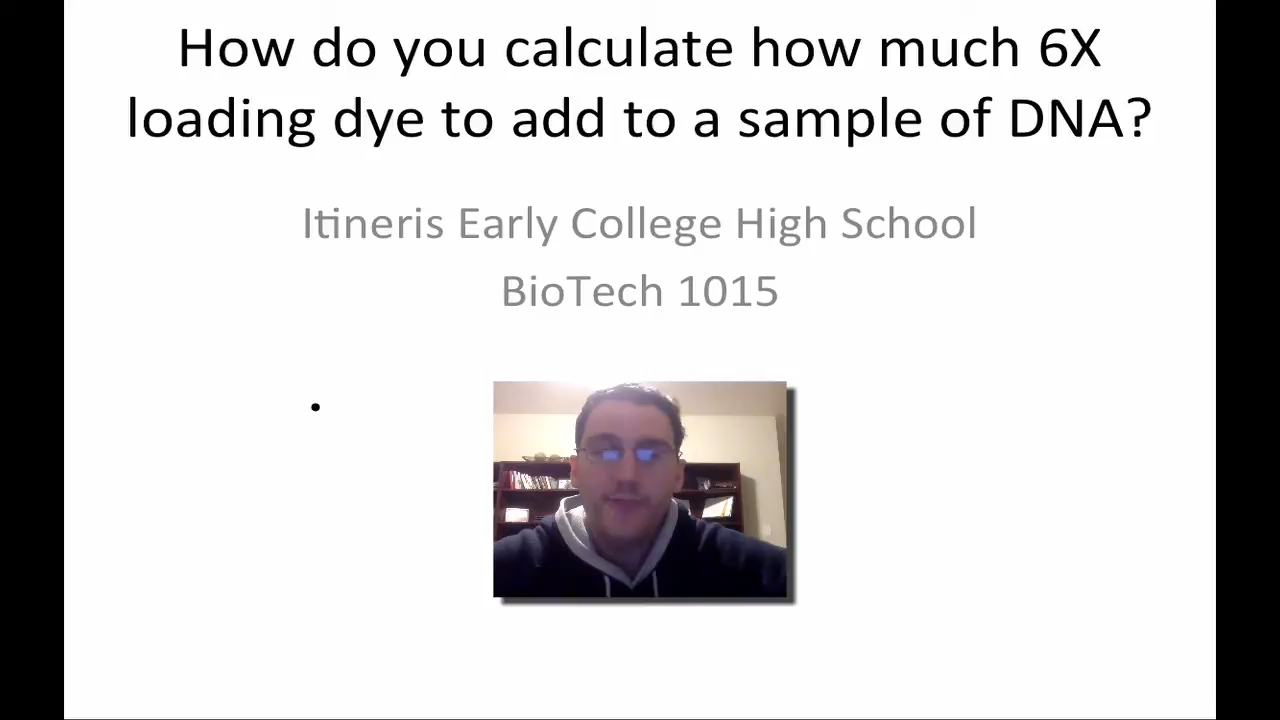 How do you calculate how much 6X
loading dye to add to a sample of DNA?
Itineris Early College High School
BioTech 1015